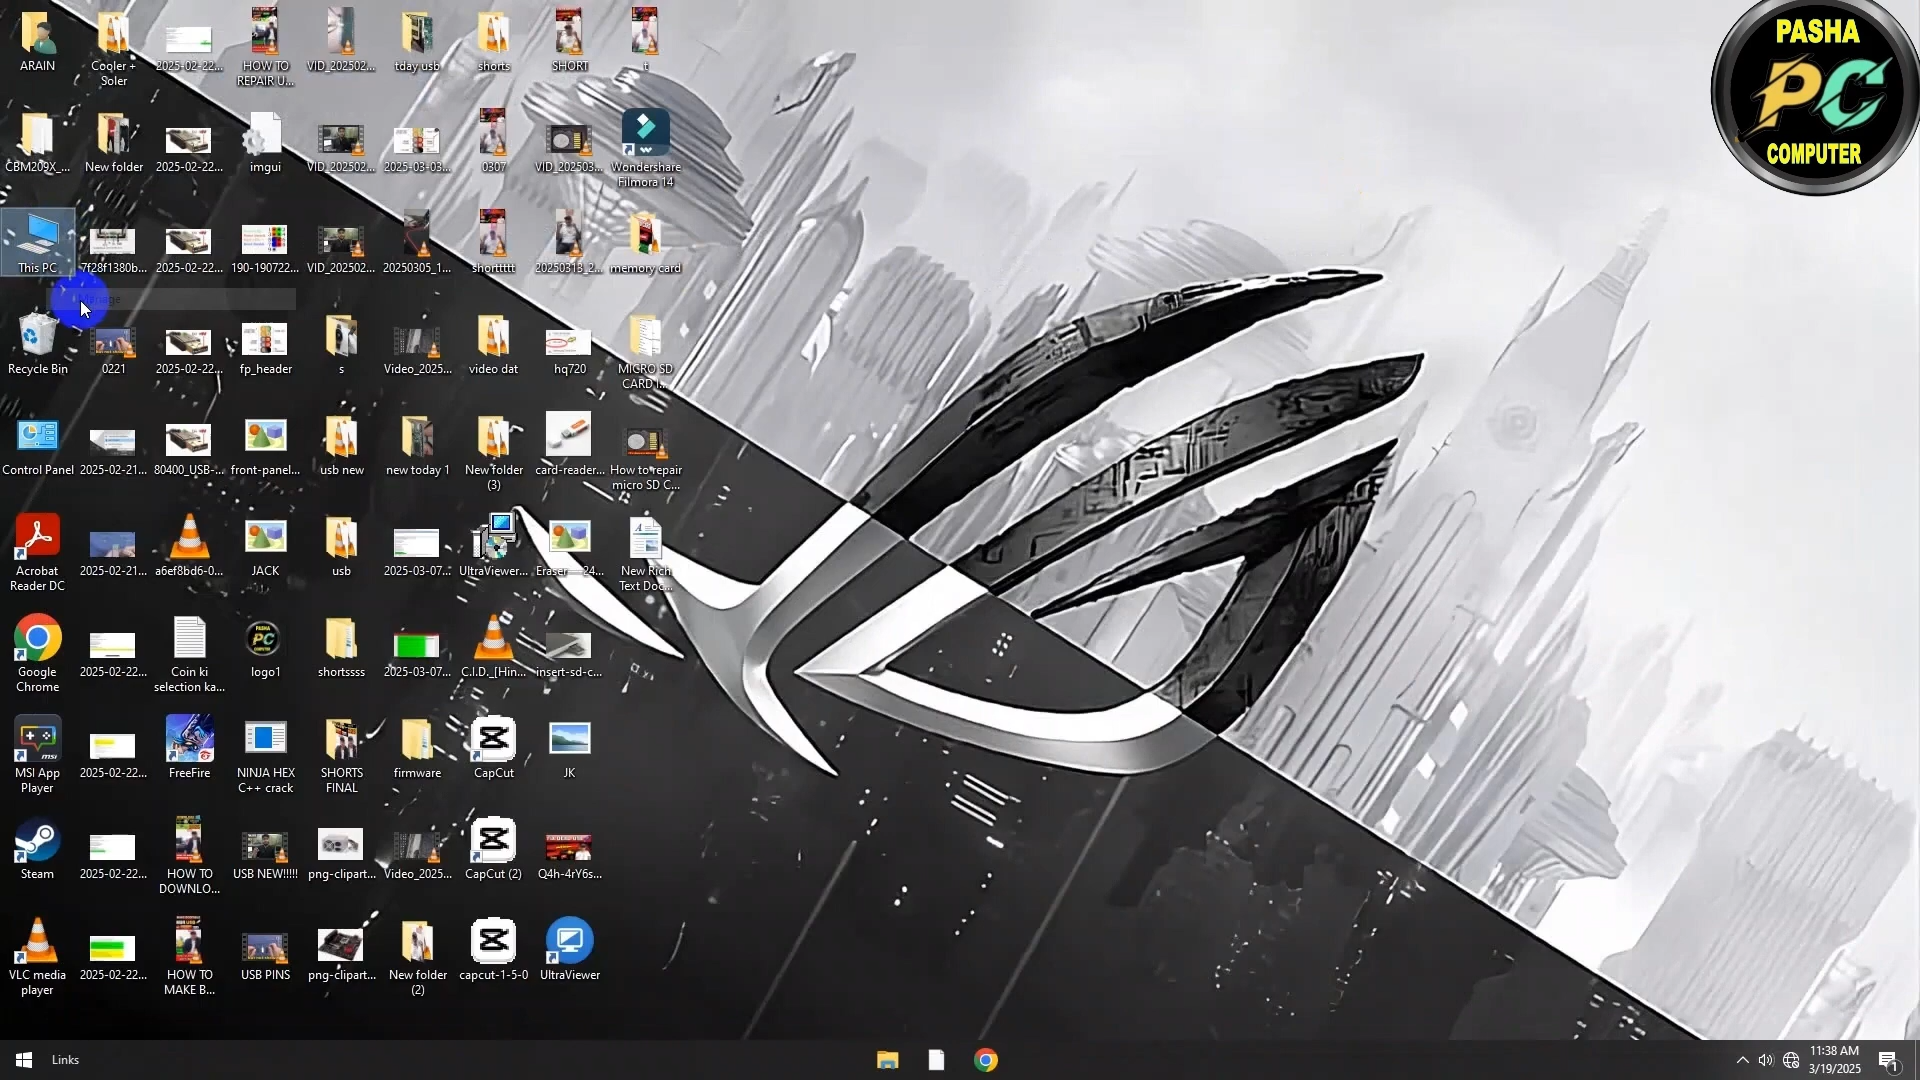 PASHA
PC
COMPUTER
ARAIN
Cooler +
Soler
2025-02-22...
HOW TO
REPAIR U...
VID_202502...
tday usb
shorts
SHORT
t
CBM209X_...
New folder
2025-02-22...
imgui
VID_202502...
2025-03-03...
0307
VID_202503...
Wondershare
Filmora 14
This PC
7f28f1380b...
2025-02-22...
190-190722...
VID_202502...
20250305_1...
shorttttt
20250313_2...
memory card
Manage
Recycle Bin
0221
2025-02-22...
fp_header
s
Video_2025...
video dat
hq720
MICRO SD
CARD I...
Control Panel
2025-02-21...
80400_USB-...
front-panel...
usb new
new today 1
New folder
(3)
card-reader...
How to repair
micro SD C...
Acrobat
Reader DC
2025-02-21...
a6ef8bd6-0...
JACK
usb
2025-03-07...
UltraViewer...
Eraser-—24...
New Rich
Text Doc...
Google
Chrome
2025-02-22...
Coin ki
selection ka...
logo1
shortssss
2025-03-07...
C.I.D._[Hin...
insert-sd-c...
MSI App
Player
2025-02-22...
FreeFire
NINJA HEX
C++ crack
SHORTS
FINAL
firmware
CapCut
JK
Steam
2025-02-22...
HOW TO
DOWNLO...
USB NEW!!!!!
png-clipart...
Video_2025...
CapCut (2)
Q4h-4rY6s...
VLC media
player
2025-02-22...
HOW TO
MAKE B...
USB PINS
png-clipart...
New folder
(2)
capcut-1-5-0
UltraViewer
Links
11:38 AM
3/19/2025
1